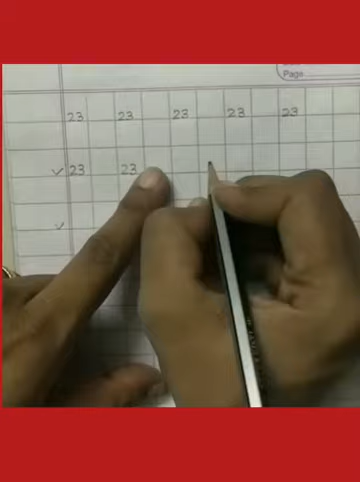 Page
23 23 23 23 23
✓ 23 23
✓